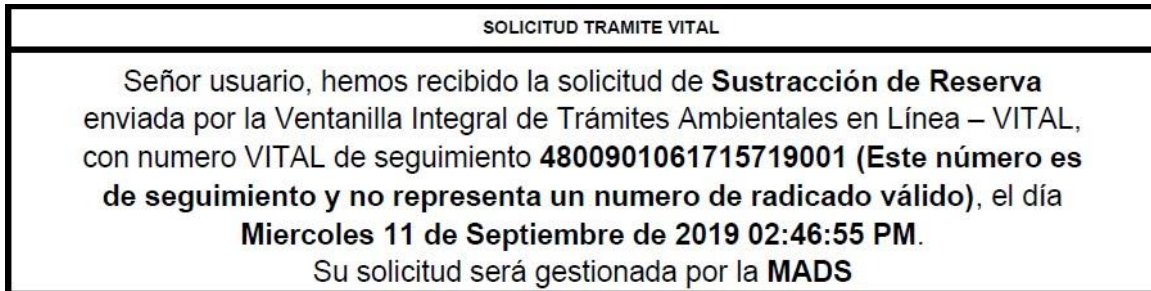 SOLICITUD TRAMITE VITAL
Señor usuario, hemos recibido la solicitud de Sustracción de Reserva
enviada por la Ventanilla Integral de Trámites Ambientales en Línea – VITAL,
con numero VITAL de seguimiento 4800901061715719001 (Este número es
de seguimiento y no representa un numero de radicado válido), el día
Miercoles 11 de Septiembre de 2019 02:46:55 PM.
Su solicitud será gestionada por la MADS